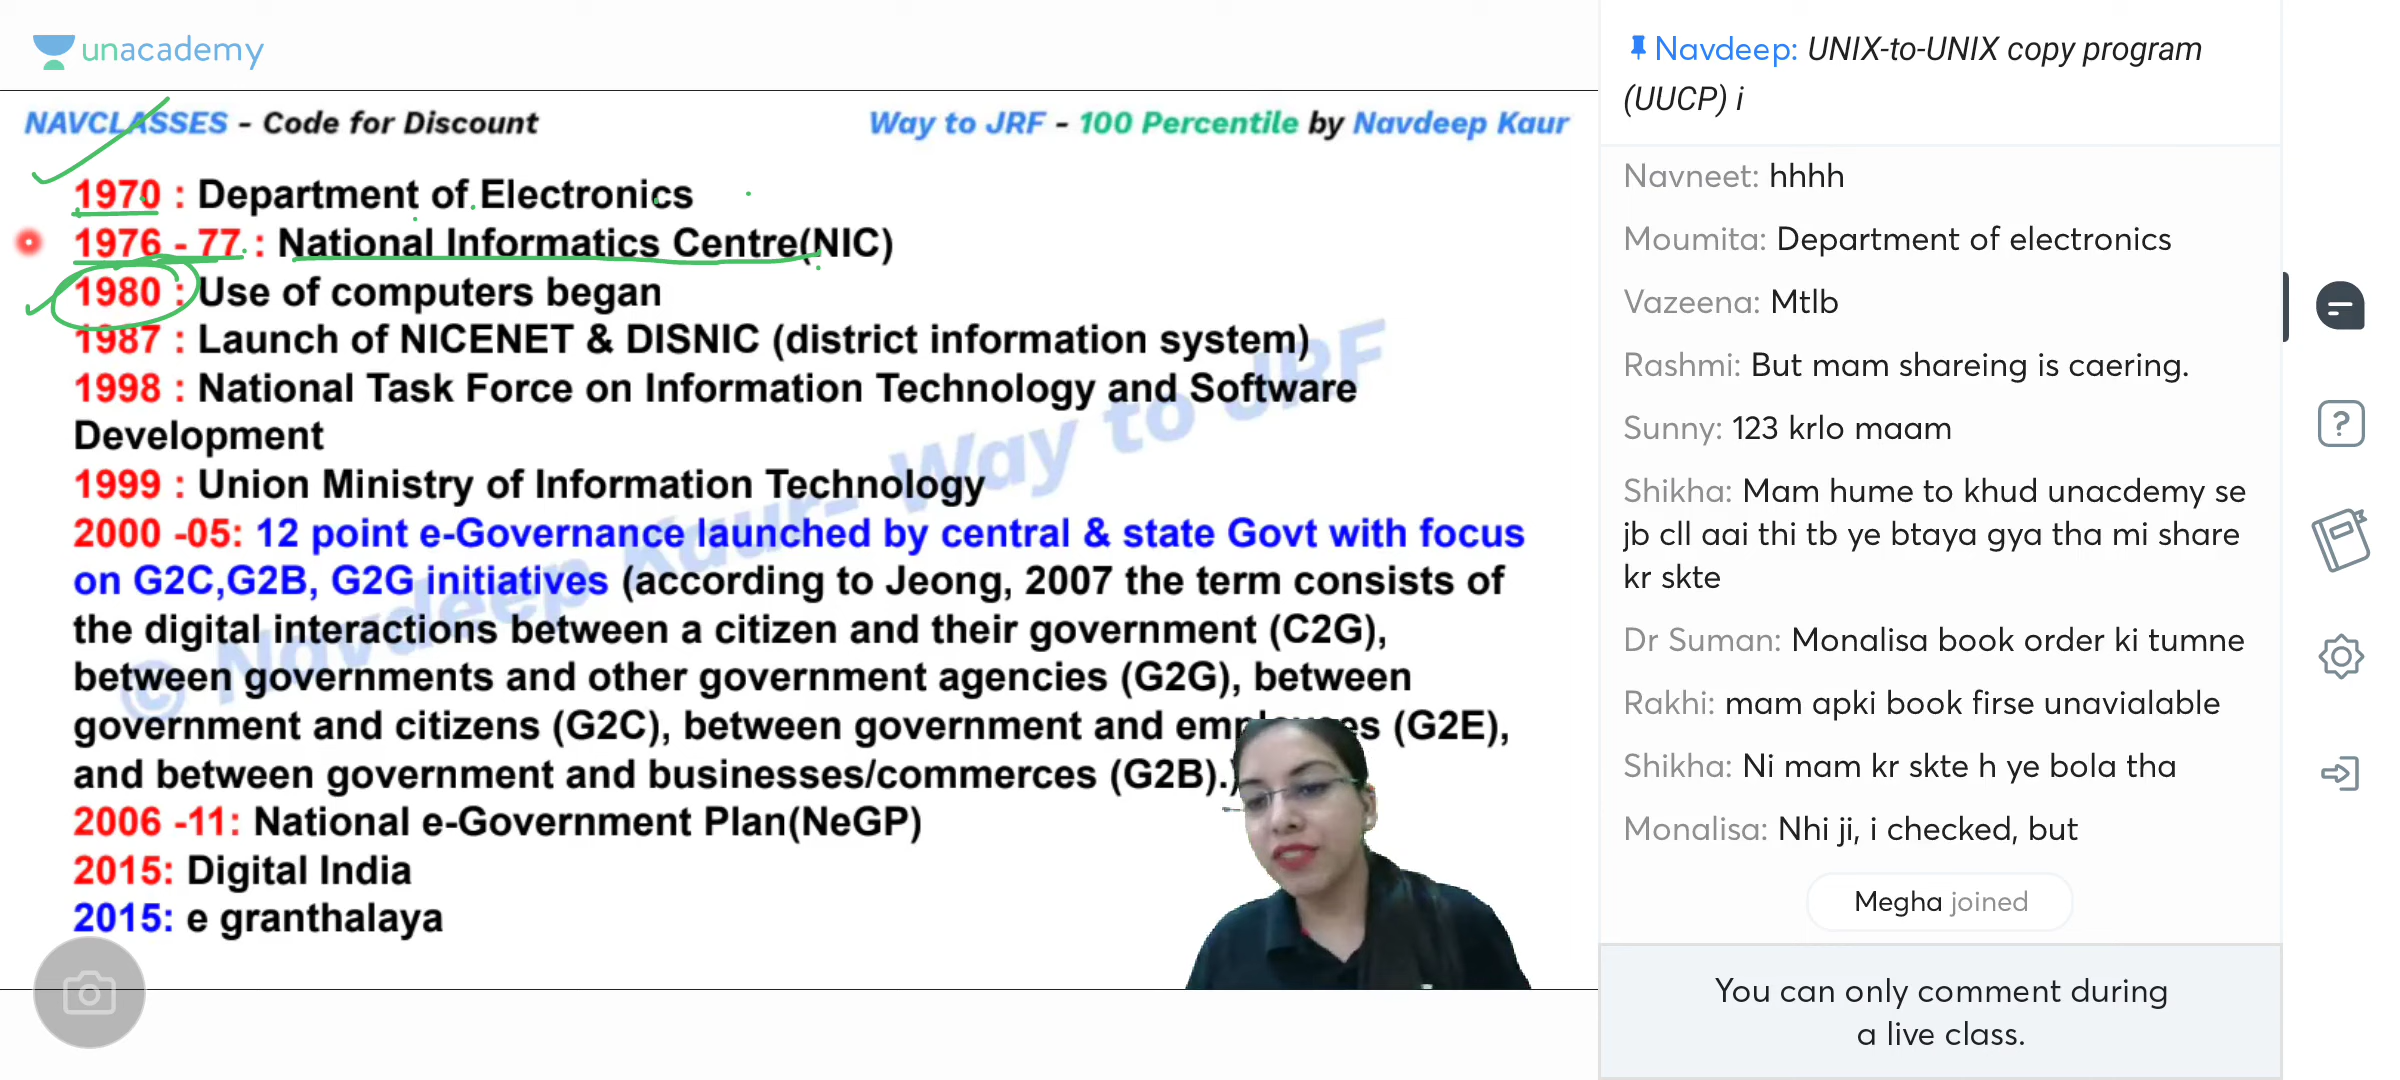 unacademy
NAVCLASSES - Code for Discount
Way to JRF - 100 Percentile by Navdeep Kaur
1970 : Department of Electronics
1976 - 77 : National Informatics Centre(NIC)
1980 : Use of computers began
1987 : Launch of NICENET & DISNIC (district information system)
1998 : National Task Force on Information Technology and Software
Development
1999 : Union Ministry of Information Technology
2000 -05: 12 point e-Governance launched by central & state Govt with focus
on G2C,G2B, G2G initiatives (according to Jeong, 2007 the term consists of
the digital interactions between a citizen and their government (C2G),
between governments and other government agencies (G2G), between
government and citizens (G2C), between government and (G2E),
and between government and businesses/commerces (G2B).)
2006 -11: National e-Government Plan(NeGP)
2015: Digital India
2015: e granthalaya
© Navdeep Kaur- Way to JRF
Navdeep: UNIX-to-UNIX copy program
(UUCP) i
Navneet: hhhh
Moumita: Department of electronics
Vazeena: Mtlb
Rashmi: But mam shareing is caering.
Sunny: 123 krlo maam
Shikha: Mam hume to khud unacdemy se
jb cll aai thi tb ye btaya gya tha mi share
kr skte
Dr Suman: Monalisa book order ki tumne
Rakhi: mam apki book firse unavialable
Shikha: Ni mam kr skte h ye bola tha
Monalisa: Nhi ji, i checked, but
Megha joined
You can only comment during
a live class.